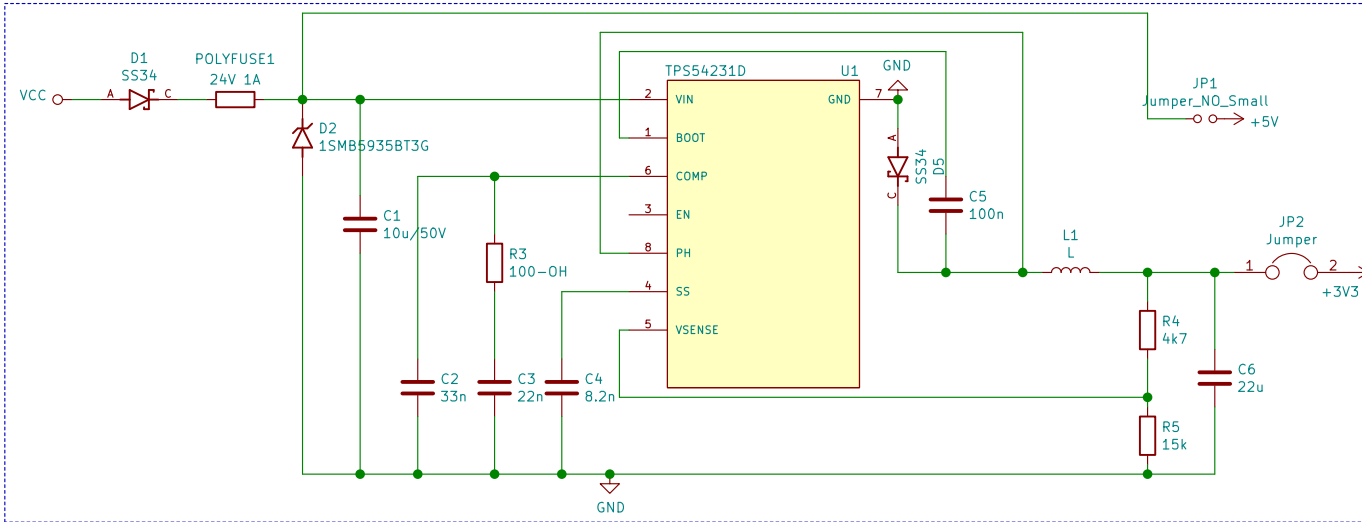 VCC
D1
SS34
A
C
POLYFUSE1
24V 1A
D2
1SMB5935BT3G
C1
10u/50V
TPS54231D
U1
2
VIN
1
BOOT
6
COMP
3
EN
8
PH
4
SS
5
VSENSE
GND
7
GND
A
SS34
D5
C
C5
100n
JP1
Jumper_NO_Small
+5V
L1
L
JP2
Jumper
1
2
+3V3
R3
100-OH
R4
4k7
C2
33n
C3
22n
C4
8.2n
C6
22u
R5
15k
GND